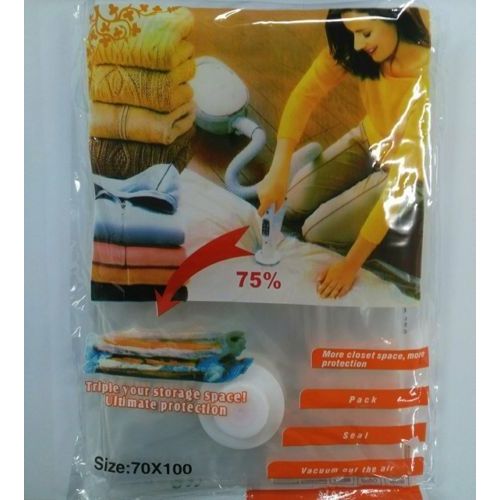 75%
More closet space, more
protection
Triple your storage space!
Ultimate protection
Pack
Seal
Vacuum our the air
Size:70X100